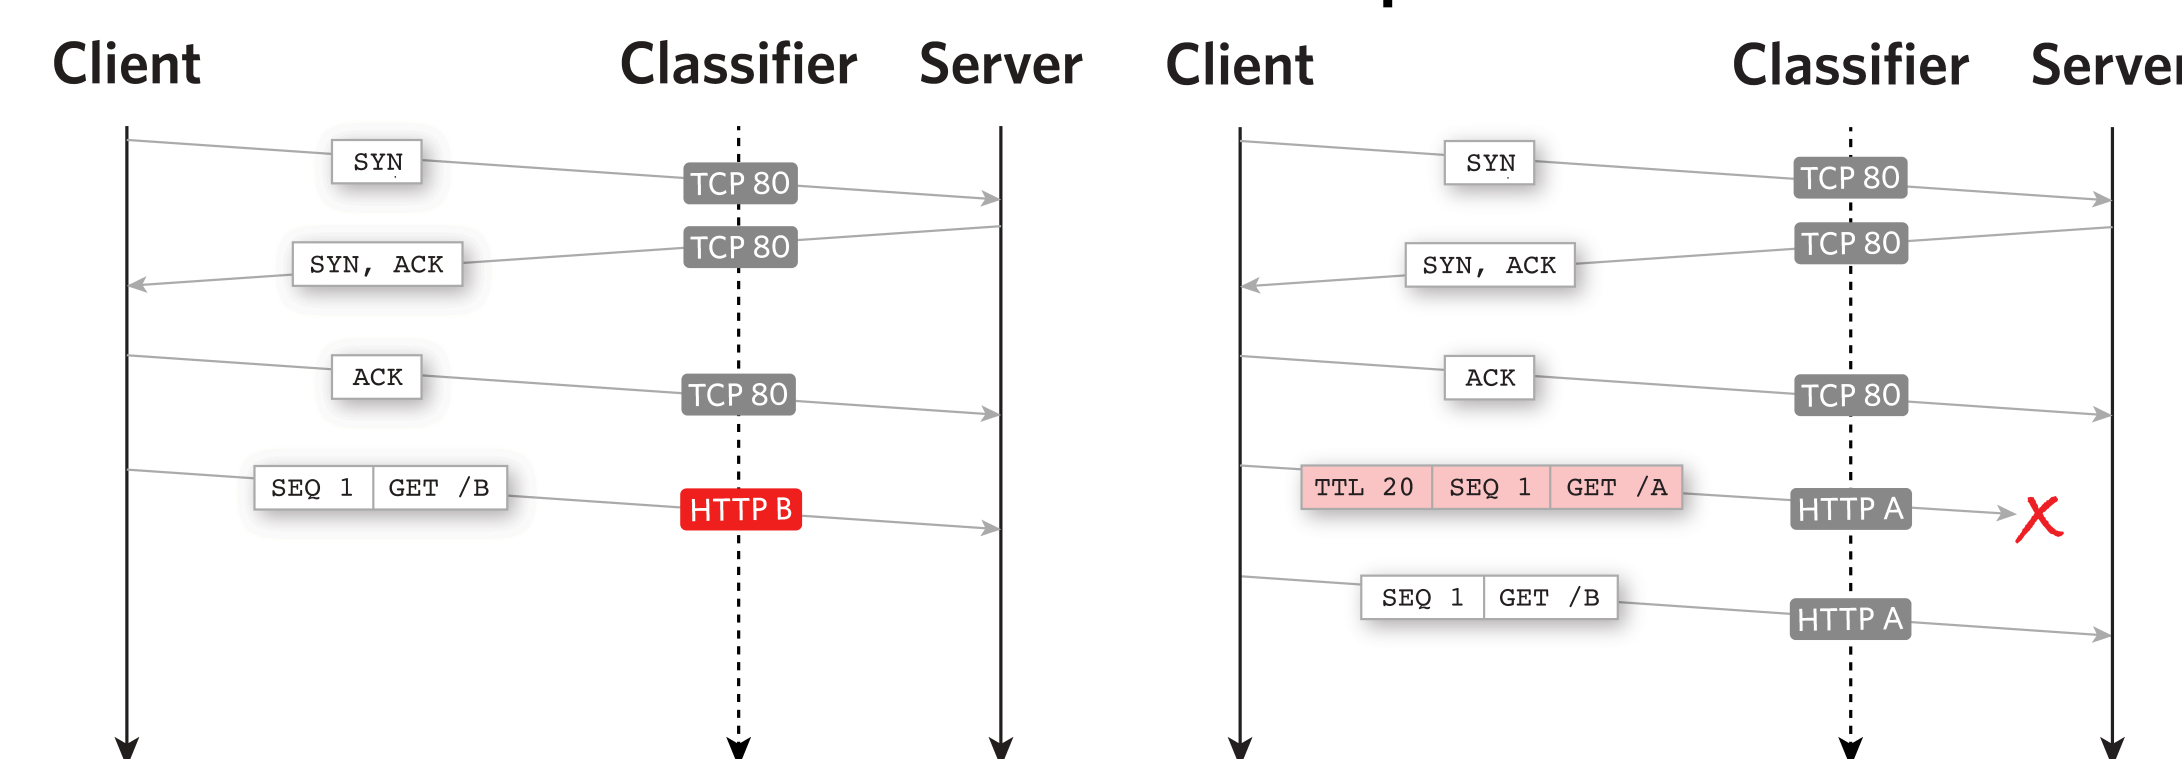 Client Classifier Server
SYN TCP 80
TCP 80
SYN, ACK
ACK TCP 80
SEQ 1 GET /B HTTP B
Client Classifier Server
SYN TCP 80
TCP 80
SYN, ACK
ACK TCP 80
TTL 20 SEQ 1 GET /A HTTP A X
SEQ 1 GET /B HTTP A